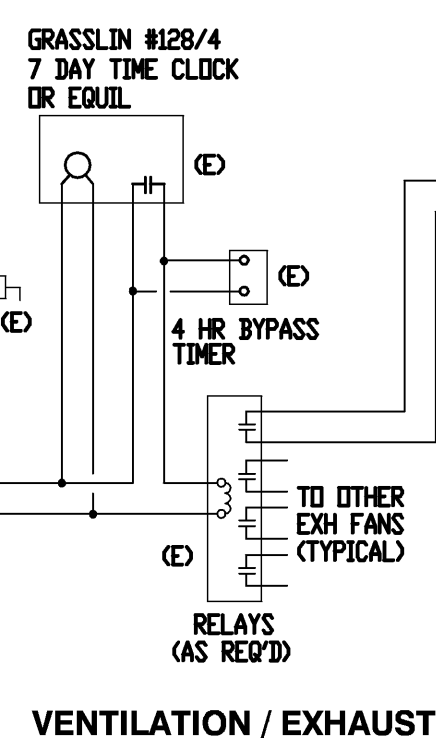 GRASSLIN #128/4
7 DAY TIME CLOCK
OR EQUIL
(E)
(E)
(E)
4 HR BYPASS
TIMER
TO OTHER
EXH FANS
(TYPICAL)
(E)
RELAYS
(AS REQ'D)
VENTILATION / EXHAUST